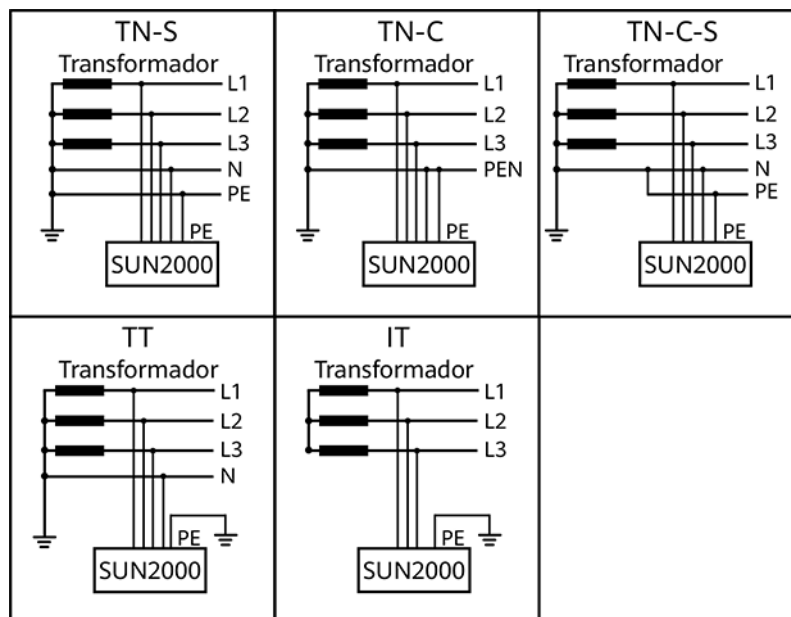 TN-S
Transformador
L1
L2
L3
N
PE
PE
SUN2000
TN-C
Transformador
L1
L2
L3
PEN
PE
SUN2000
TN-C-S
Transformador
L1
L2
L3
N
PE
PE
SUN2000
TT
Transformador
L1
L2
L3
N
PE
SUN2000
IT
Transformador
L1
L2
L3
PE
SUN2000